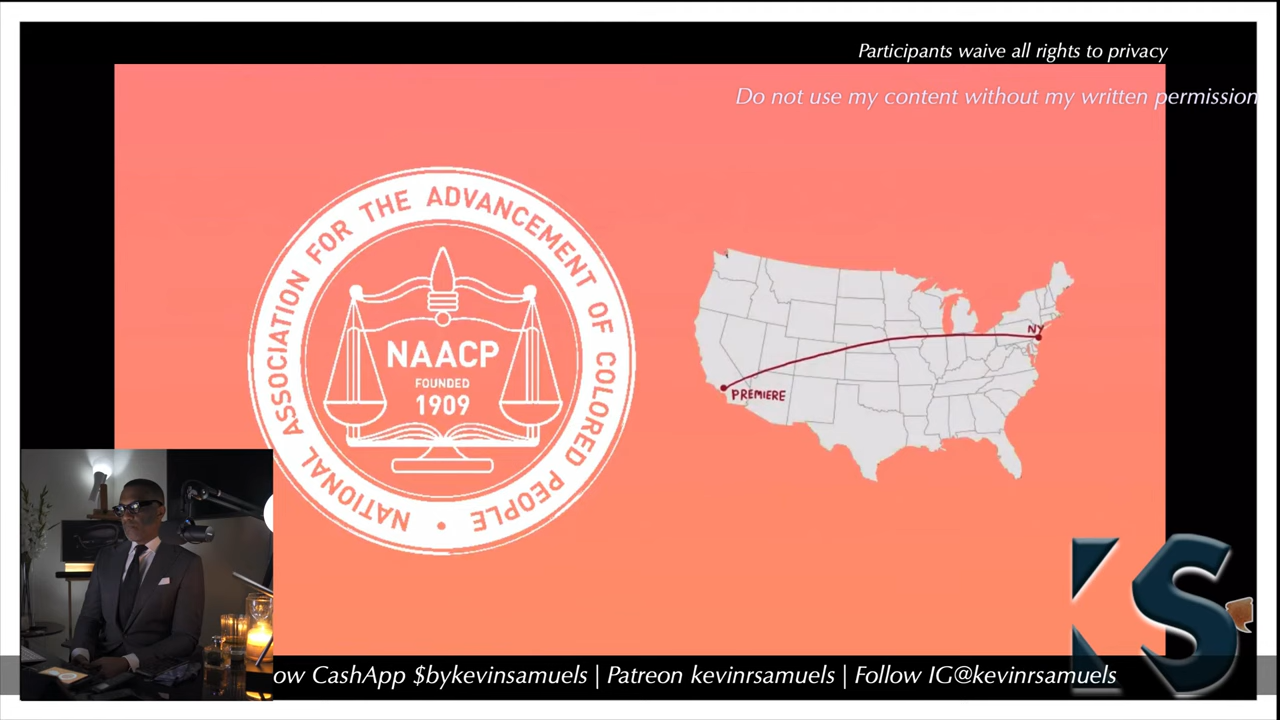 Participants waive all rights to privacy
Do not use my content without my written permission
NATIONAL ASSOCIATION FOR THE ADVANCEMENT OF COLORED PEOPLE
NAACP
FOUNDED
1909
NY
PREMIERE
KS
ow CashApp $bykevinsamuels | Patreon kevinrsamuels | Follow IG@kevinrsamuels